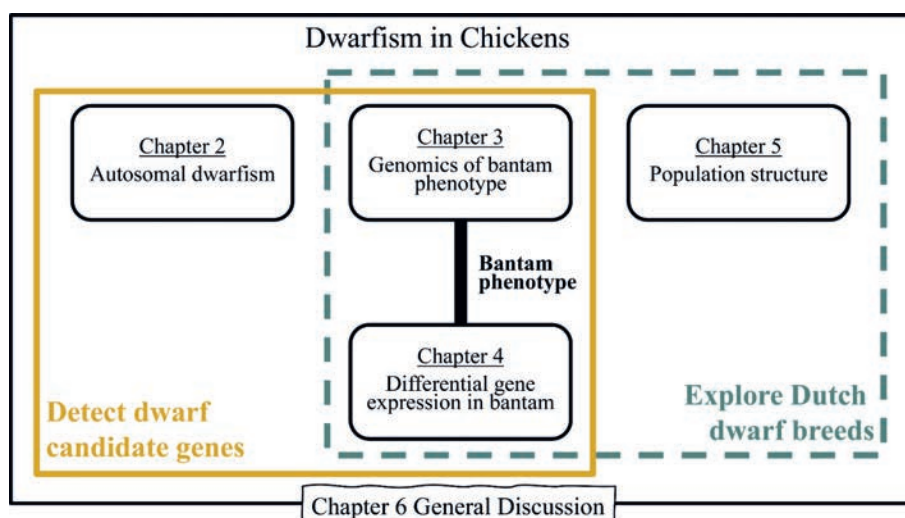 Dwarfism in Chickens
Chapter 2
Autosomal dwarfism
Chapter 3
Genomics of bantam
phenotype
Chapter 5
Population structure
Bantam
phenotype
Chapter 4
Differential gene
expression in bantam
Detect dwarf
candidate genes
Explore Dutch
dwarf breeds
Chapter 6 General Discussion